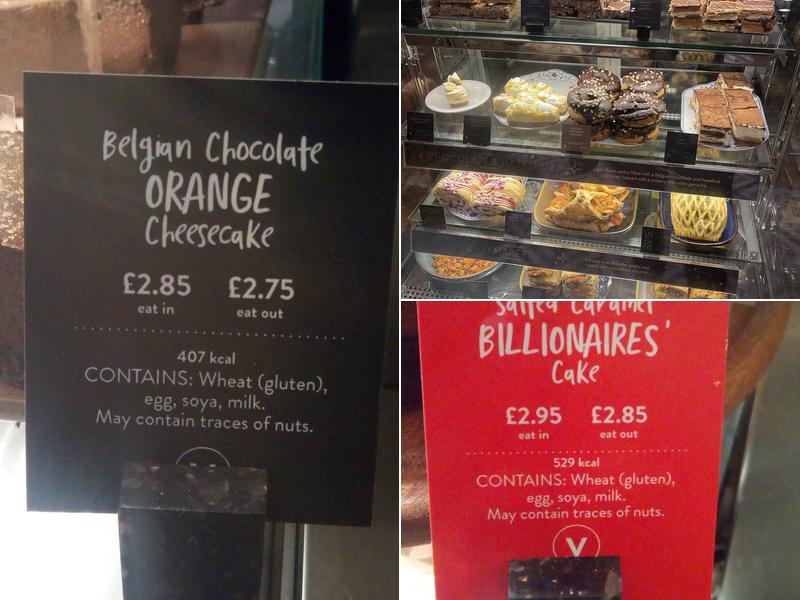 Belgian Chocolate
ORANGE
Cheesecake
£2.85 £2.75
eat in eat out
407 kcal
CONTAINS: Wheat (gluten),
egg, soya, milk.
May contain traces of nuts.
Salted Caramel
BILLIONAIRES'
Cake
£2.95 £2.85
eat in eat out
529 kcal
CONTAINS: Wheat (gluten),
egg, soya, milk.
May contain traces of nuts.
V